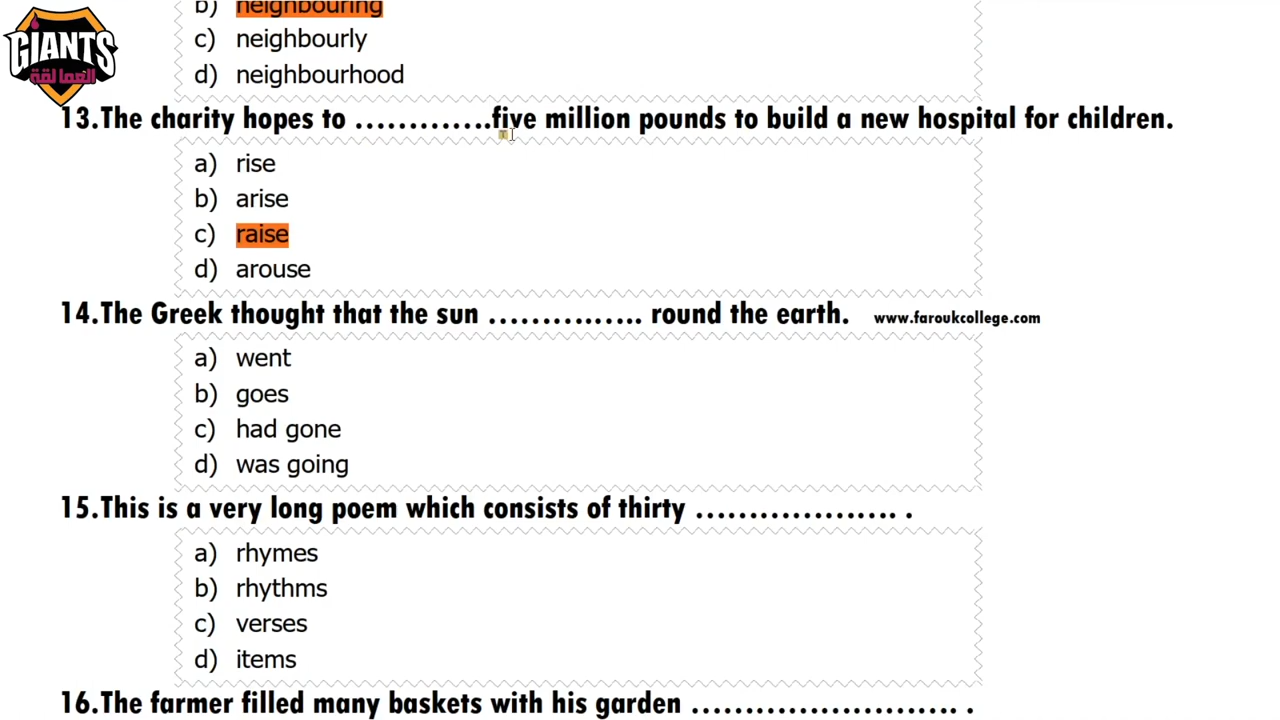 GIANTS
العمالقة
b) neighbouring
c) neighbourly
d) neighbourhood
13.The charity hopes to .............five million pounds to build a new hospital for children.
a) rise
b) arise
c) raise
d) arouse
14.The Greek thought that the sun ............... round the earth. www.faroukcollege.com
a) went
b) goes
c) had gone
d) was going
15.This is a very long poem which consists of thirty ................... .
a) rhymes
b) rhythms
c) verses
d) items
16.The farmer filled many baskets with his garden .......................... .